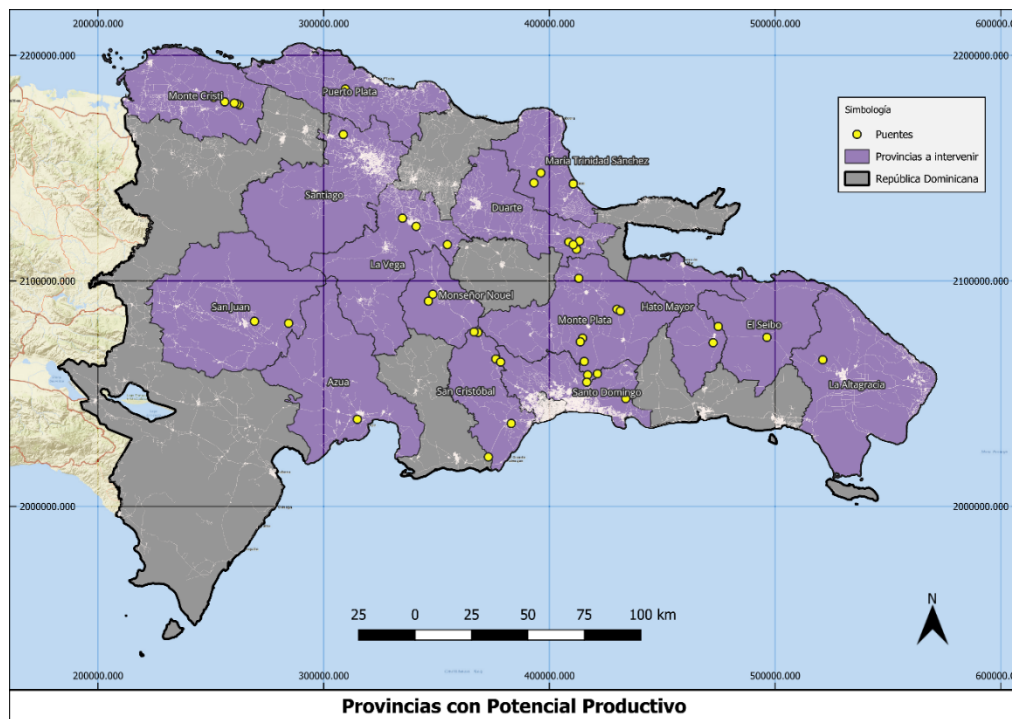 200000.000 300000.000 400000.000 500000.000 600000.000
2200000.000 2200000.000
Monte Cristi
Puerto Plata
Simbología
Puentes
Provincias a intervenir
República Dominicana
María Trinidad Sánchez
Santiago
Duarte
La Vega
2100000.000 2100000.000
Monseñor Nouel
San Juan
Hato Mayor
Monte Plata
El Seibo
Azua
San Cristóbal
Santo Domingo
La Altagracia
2000000.000 2000000.000
25 0 25 50 75 100 km
N
200000.000 300000.000 400000.000 500000.000 600000.000
Provincias con Potencial Productivo